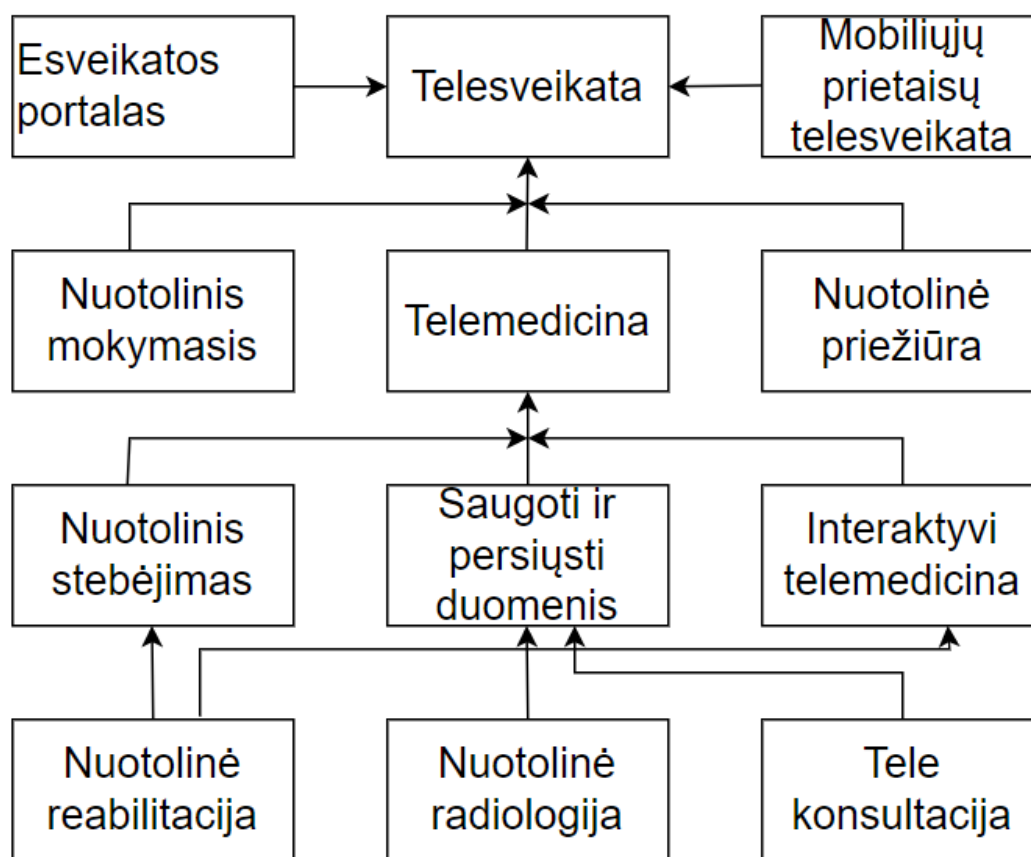 Esveikatos
portalas
Telesveikata
Mobiliųjų
prietaisų
telesveikata
Nuotolinis
mokymasis
Telemedicina
Nuotolinė
priežiūra
Nuotolinis
stebėjimas
Saugoti ir
persiųsti
duomenis
Interaktyvi
telemedicina
Nuotolinė
reabilitacija
Nuotolinė
radiologija
Tele
konsultacija